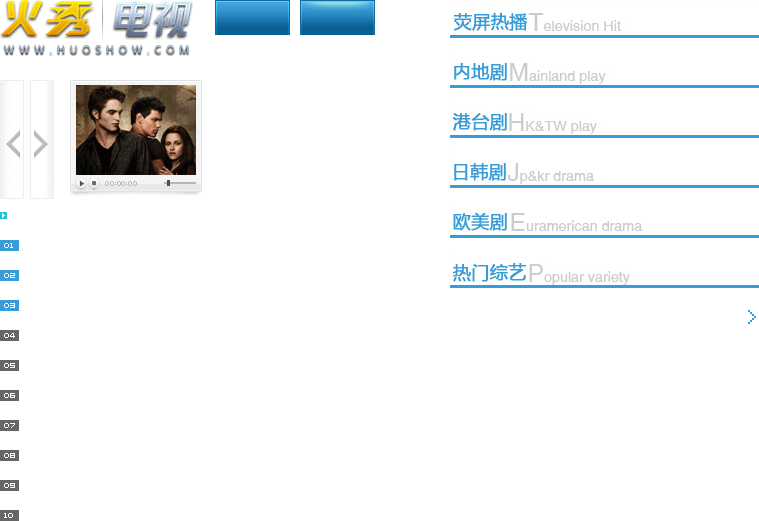 火秀 电视
WWW.HUOSHOW.COM
荧屏热播Television Hit
内地剧Mainland play
港台剧HK&TW play
日韩剧Jp&kr drama
欧美剧Euramerican drama
热门综艺Popular variety
00:00:00
01
02
03
04
05
06
07
08
09
10